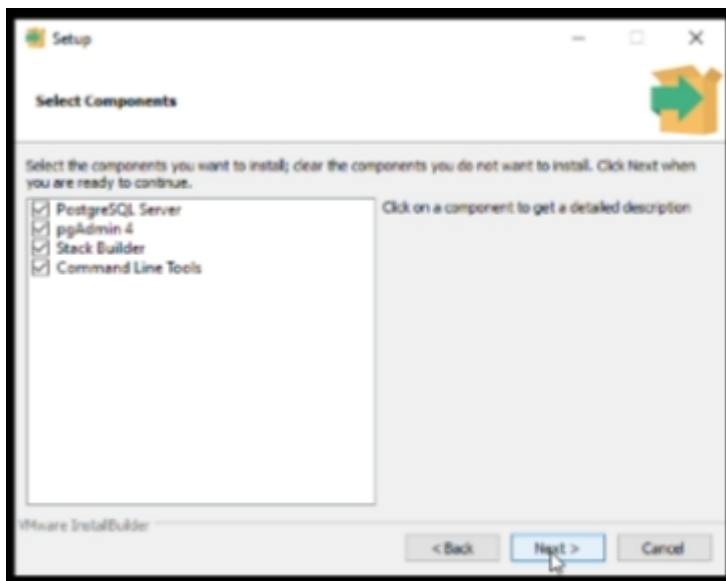 Setup
Select Components
Select the components you want to install; clear the components you do not want to install. Click Next when
you are ready to continue.
PostgreSQL Server
pgAdmin 4
Stack Builder
Command Line Tools
Click on a component to get a detailed description
VMware InstallBuilder
< Back
Next >
Cancel